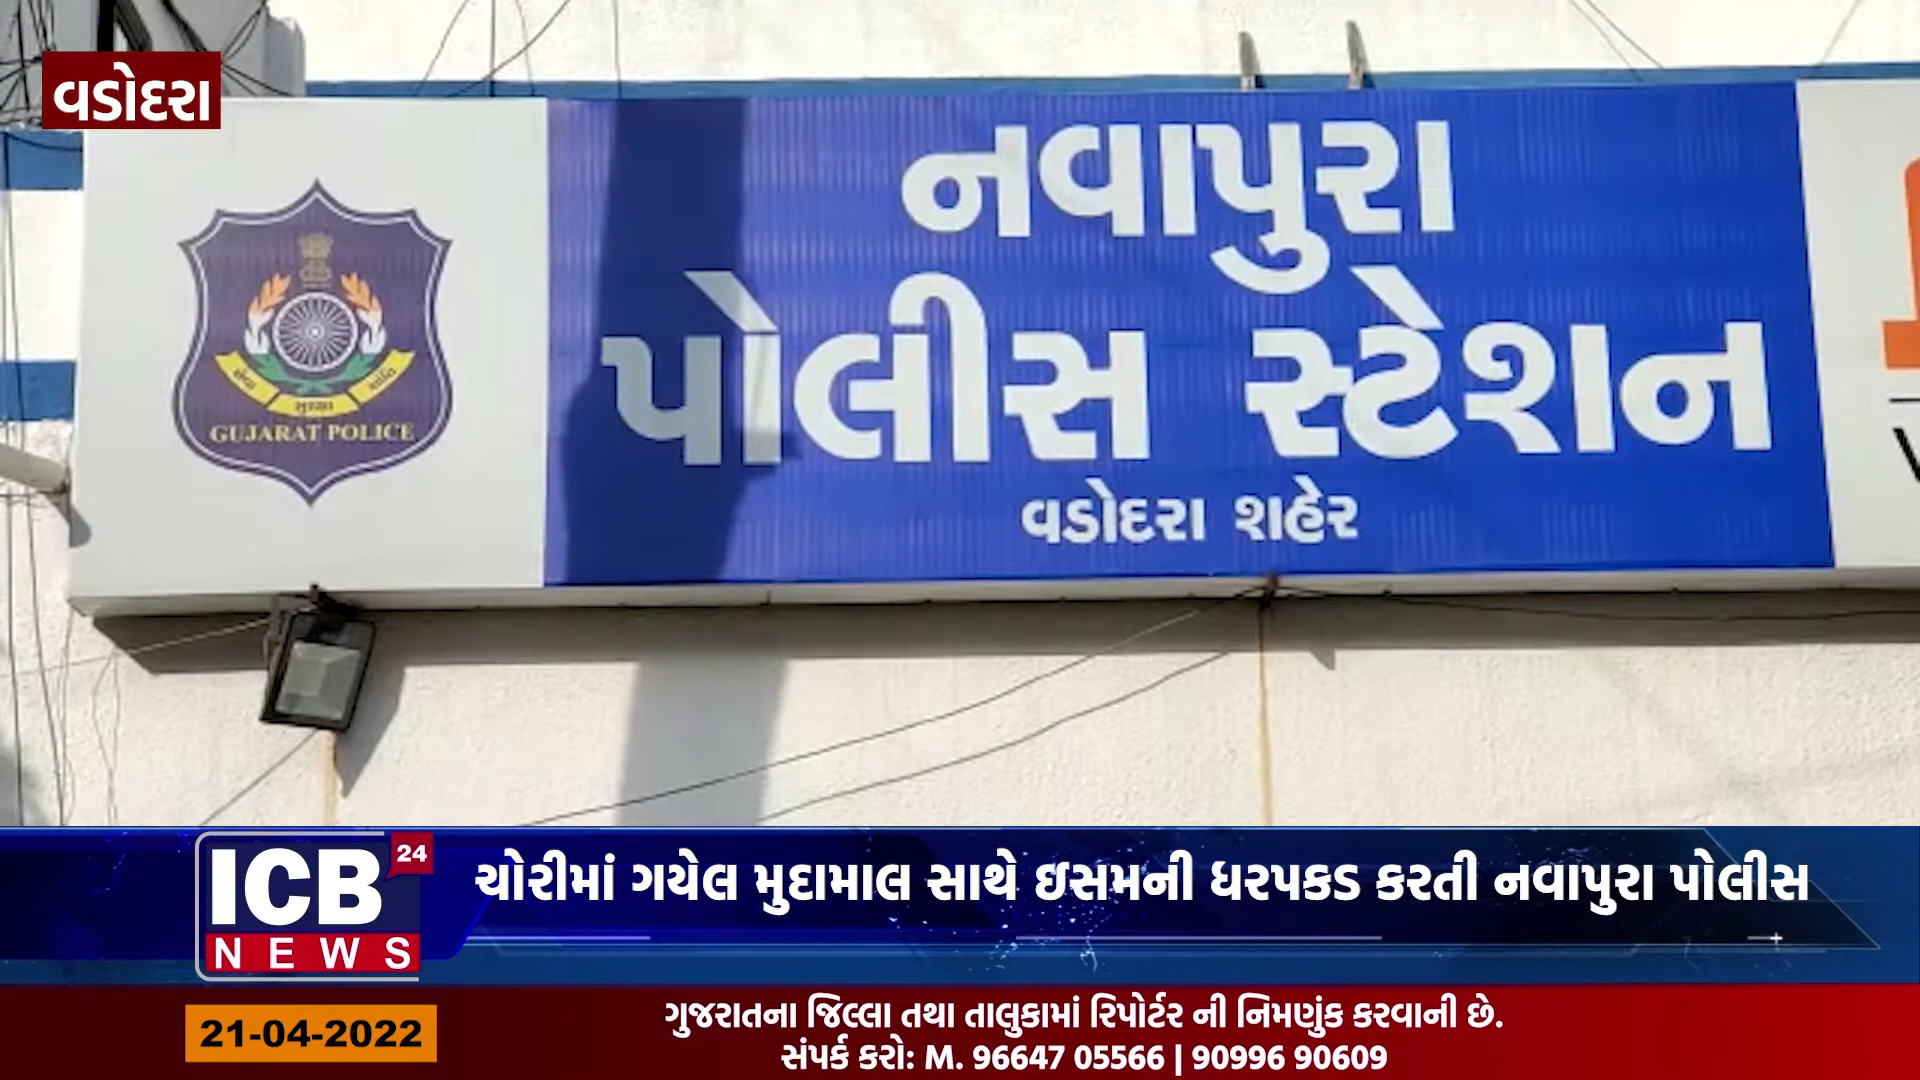 વડોદરા
નવાપુરા
પોલીસ સ્ટેશન
વડોદરા શહેર
સેવા
સુરક્ષા
શાંતિ
GUJARAT POLICE
ICB 24
NEWS
ચોરીમાં ગયેલ મુદામાલ સાથે ઇસમની ધરપકડ કરતી નવાપુરા પોલીસ
21-04-2022
ગુજરાતના જિલ્લા તથા તાલુકામાં રિપોર્ટર ની નિમણુંક કરવાની છે.
સંપર્ક કરો: M. 96647 05566 | 90996 90609